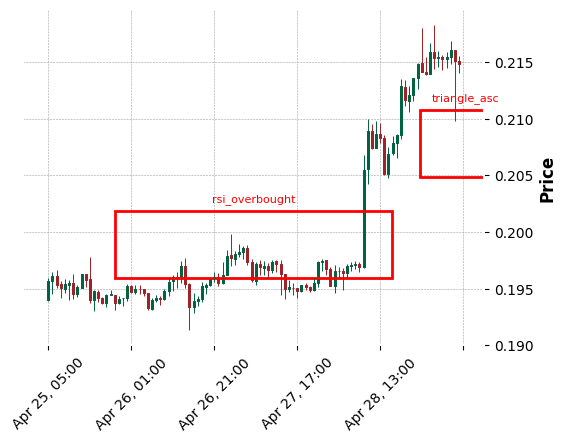 0.215
triangle_asc
0.210
0.205
Price
rsi_overbought
0.200
0.195
0.190
Apr 25, 05:00
Apr 26, 01:00
Apr 26, 21:00
Apr 27, 17:00
Apr 28, 13:00